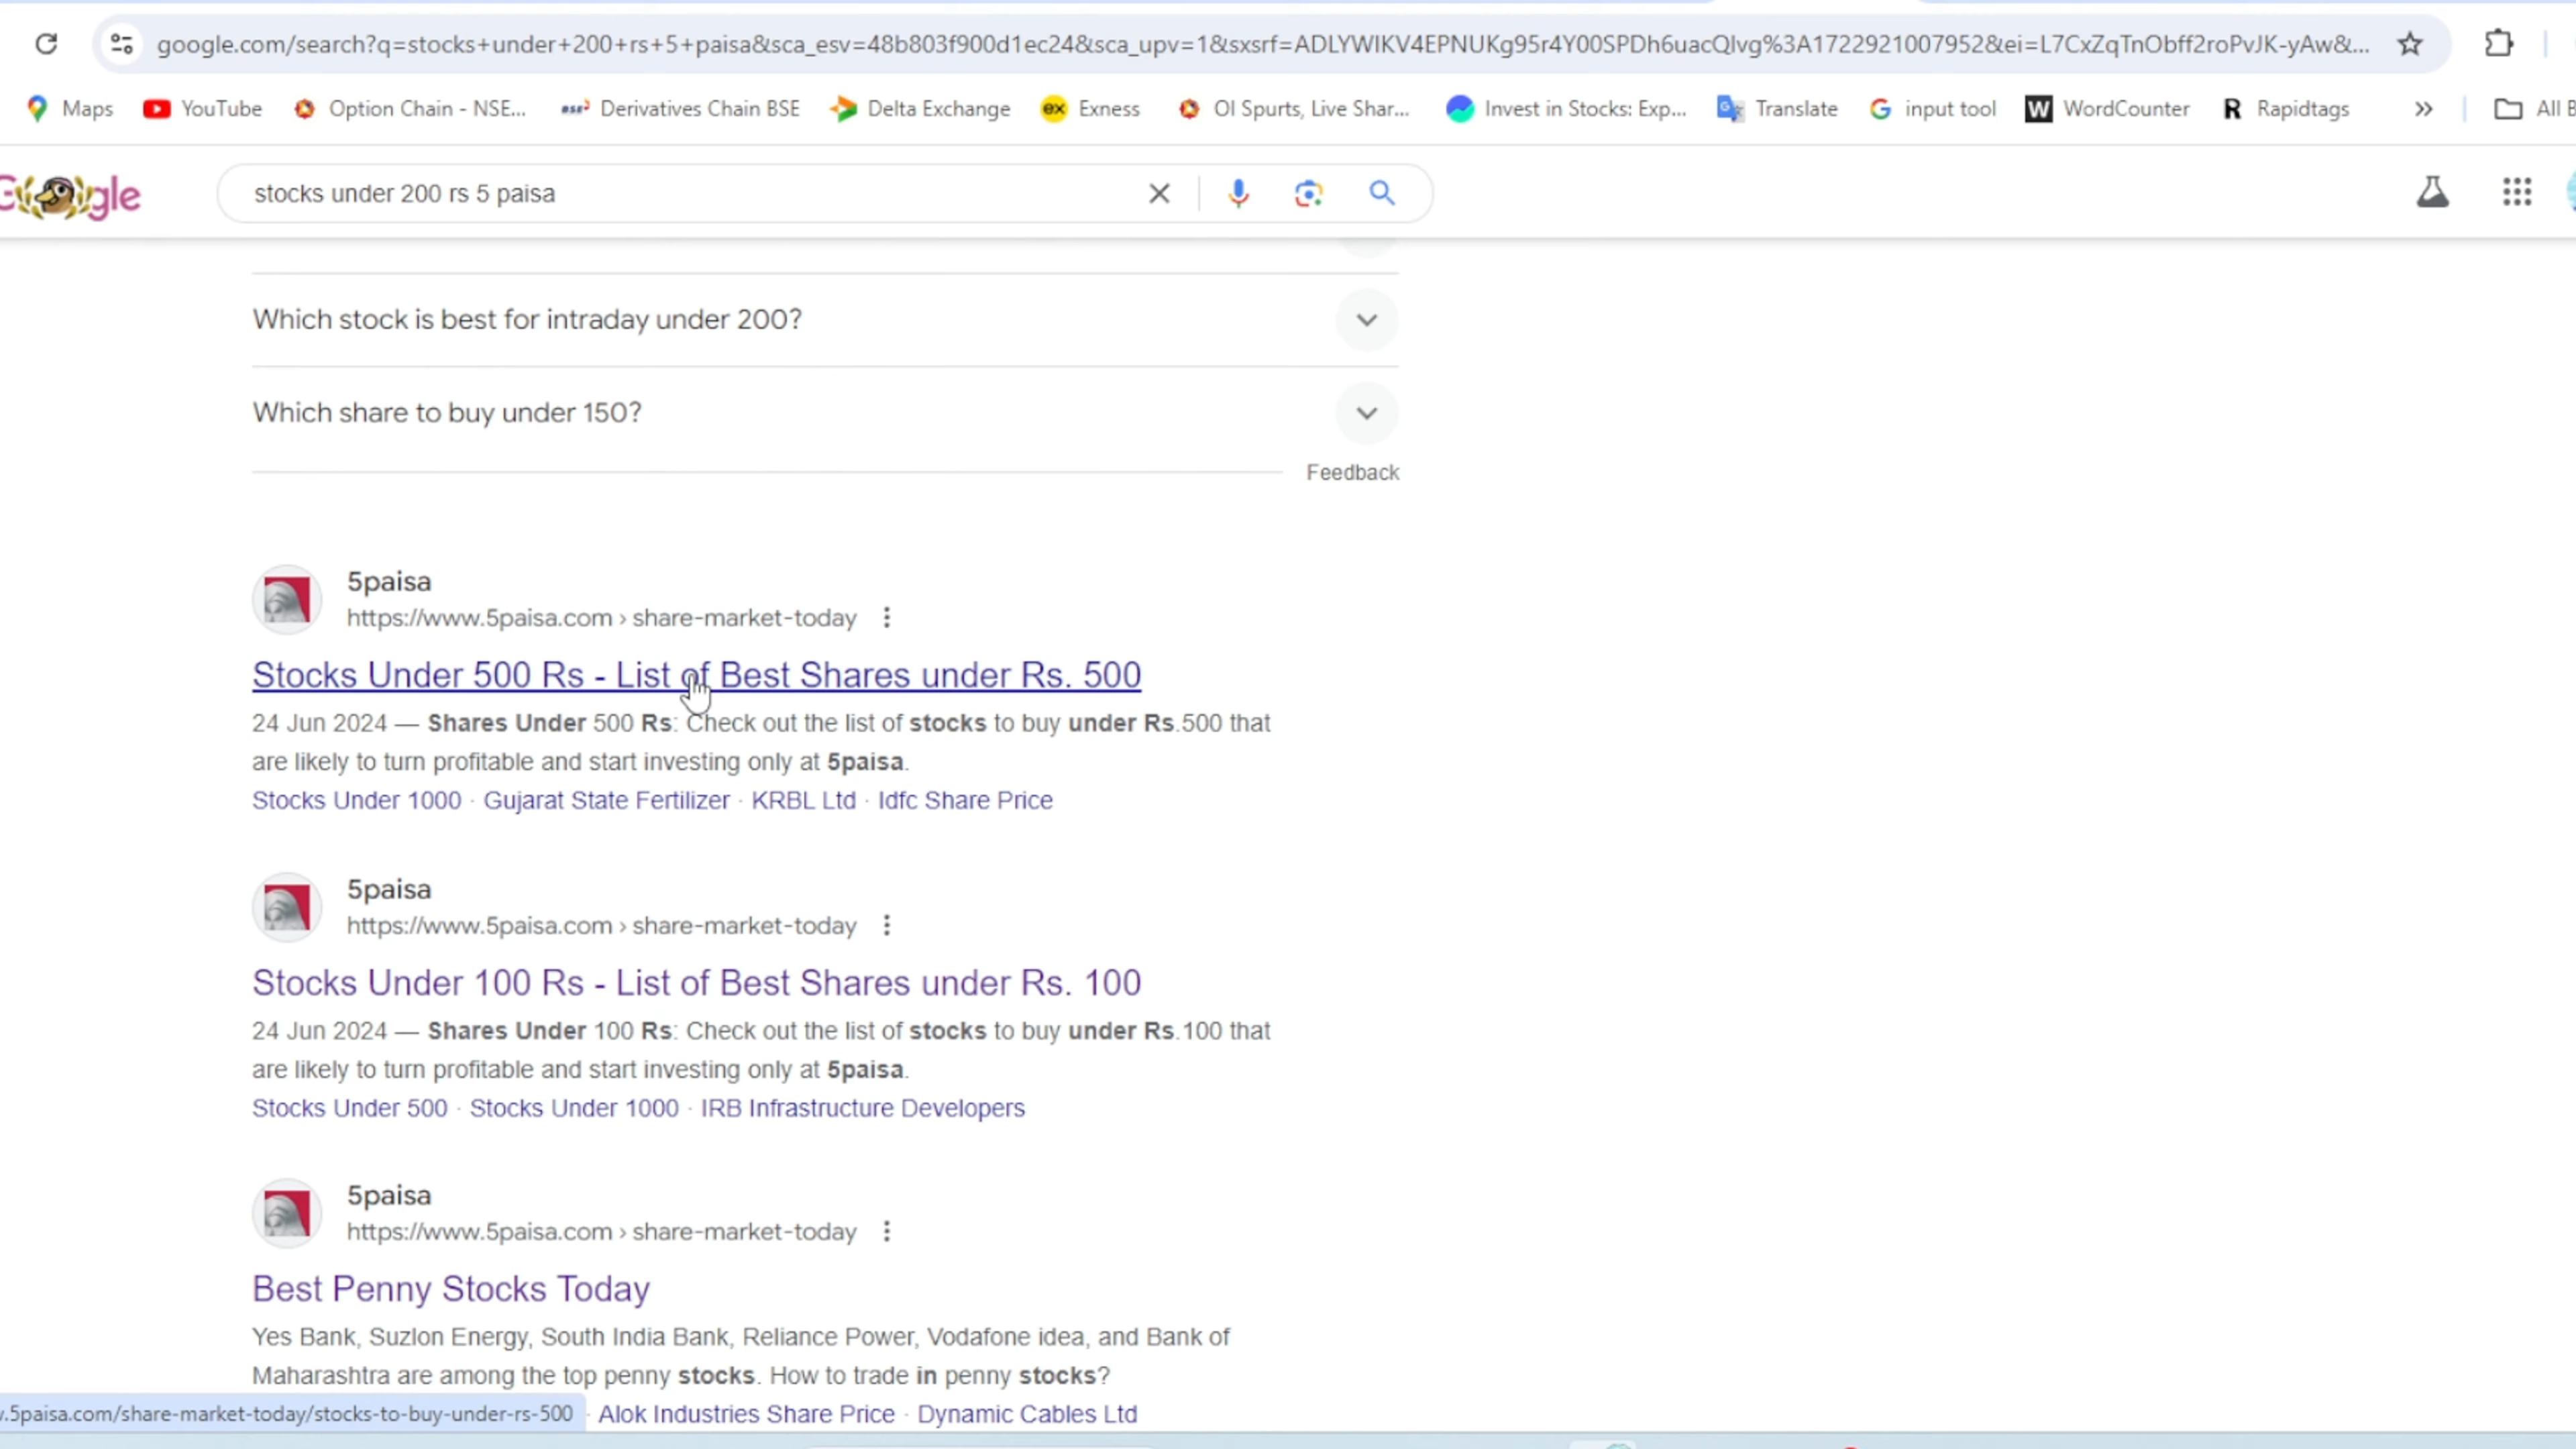 google.com/search?q=stocks+under+200+rs+5+paisa&sca_esv=48b803f900d1ec24&sca_upv=1&sxsrf=ADLYWIKV4EPNUKg95r4Y00SPDh6uacQlvg%3A1722921007952&ei=L7CxZqTnObff2roPvJK-yAw&...
Maps YouTube Option Chain - NSE... Derivatives Chain BSE Delta Exchange ex Exness OI Spurts, Live Shar... Invest in Stocks: Exp... Translate input tool W WordCounter R Rapidtags » All B
Google stocks under 200 rs 5 paisa
Which stock is best for intraday under 200?
Which share to buy under 150?
Feedback
5paisa
https://www.5paisa.com › share-market-today
Stocks Under 500 Rs - List of Best Shares under Rs. 500
24 Jun 2024 — Shares Under 500 Rs: Check out the list of stocks to buy under Rs.500 that
are likely to turn profitable and start investing only at 5paisa.
Stocks Under 1000 · Gujarat State Fertilizer · KRBL Ltd · Idfc Share Price
5paisa
https://www.5paisa.com › share-market-today
Stocks Under 100 Rs - List of Best Shares under Rs. 100
24 Jun 2024 — Shares Under 100 Rs: Check out the list of stocks to buy under Rs.100 that
are likely to turn profitable and start investing only at 5paisa.
Stocks Under 500 · Stocks Under 1000 · IRB Infrastructure Developers
5paisa
https://www.5paisa.com › share-market-today
Best Penny Stocks Today
Yes Bank, Suzlon Energy, South India Bank, Reliance Power, Vodafone idea, and Bank of
Maharashtra are among the top penny stocks. How to trade in penny stocks?
.5paisa.com/share-market-today/stocks-to-buy-under-rs-500 · Alok Industries Share Price · Dynamic Cables Ltd